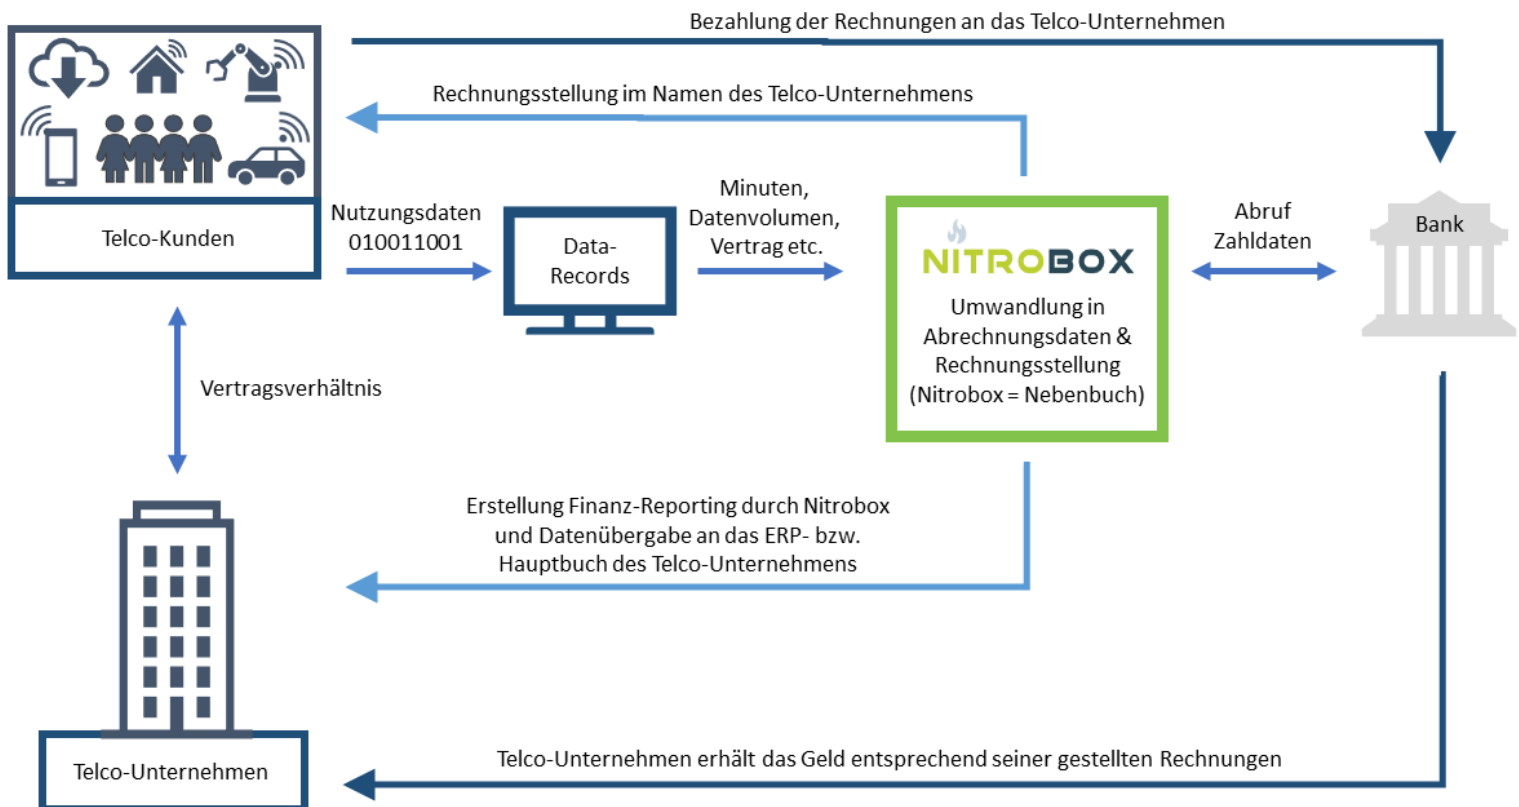 Bezahlung der Rechnungen an das Telco-Unternehmen
Rechnungsstellung im Namen des Telco-Unternehmens
Telco-Kunden
Nutzungsdaten
010011001
Data-
Records
Minuten,
Datenvolumen,
Vertrag etc.
NITROBOX
Umwandlung in
Abrechnungsdaten &
Rechnungsstellung
(Nitrobox = Nebenbuch)
Abruf
Zahldaten
Bank
Vertragsverhältnis
Erstellung Finanz-Reporting durch Nitrobox
und Datenübergabe an das ERP- bzw.
Hauptbuch des Telco-Unternehmens
Telco-Unternehmen
Telco-Unternehmen erhält das Geld entsprechend seiner gestellten Rechnungen